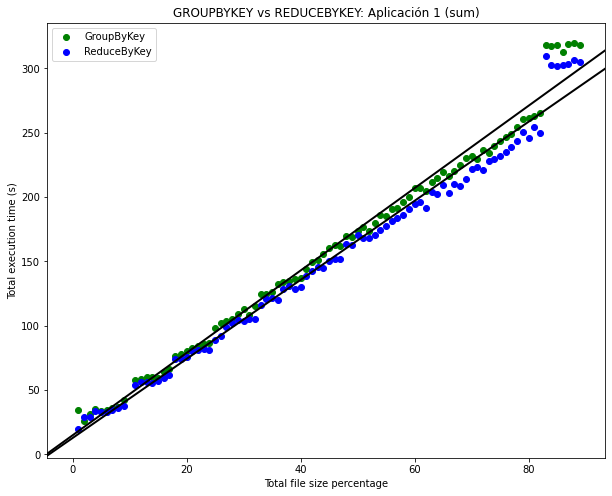 GROUPBYKEY vs REDUCEBYKEY: Aplicación 1 (sum)
GroupByKey
ReduceByKey
Total execution time (s)
300
250
200
150
100
50
0
0 20 40 60 80
Total file size percentage